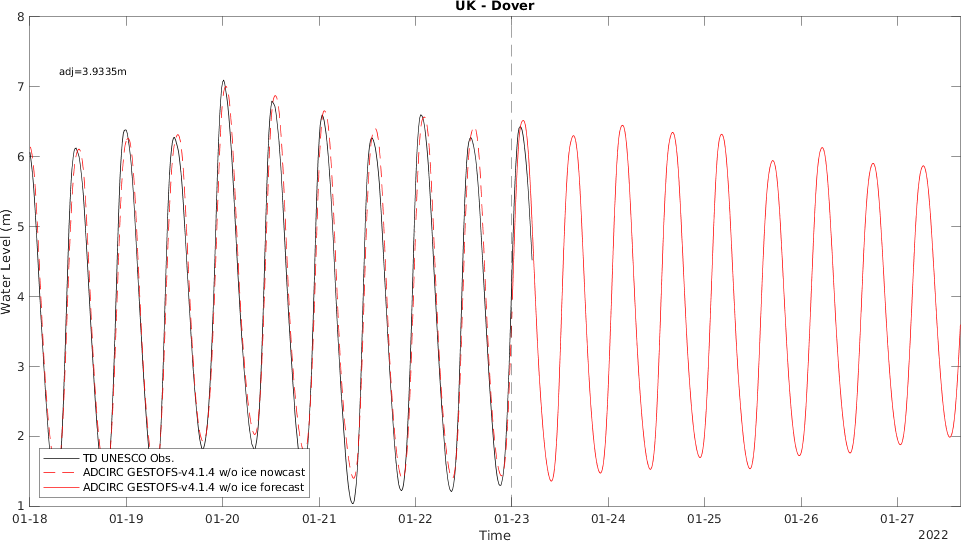 UK - Dover
8
7
adj=3.9335m
6
5
4
3
2
1
Water Level (m)
TD UNESCO Obs.
ADCIRC GESTOFS-v4.1.4 w/o ice nowcast
ADCIRC GESTOFS-v4.1.4 w/o ice forecast
01-18 01-19 01-20 01-21 01-22 01-23 01-24 01-25 01-26 01-27
Time
2022